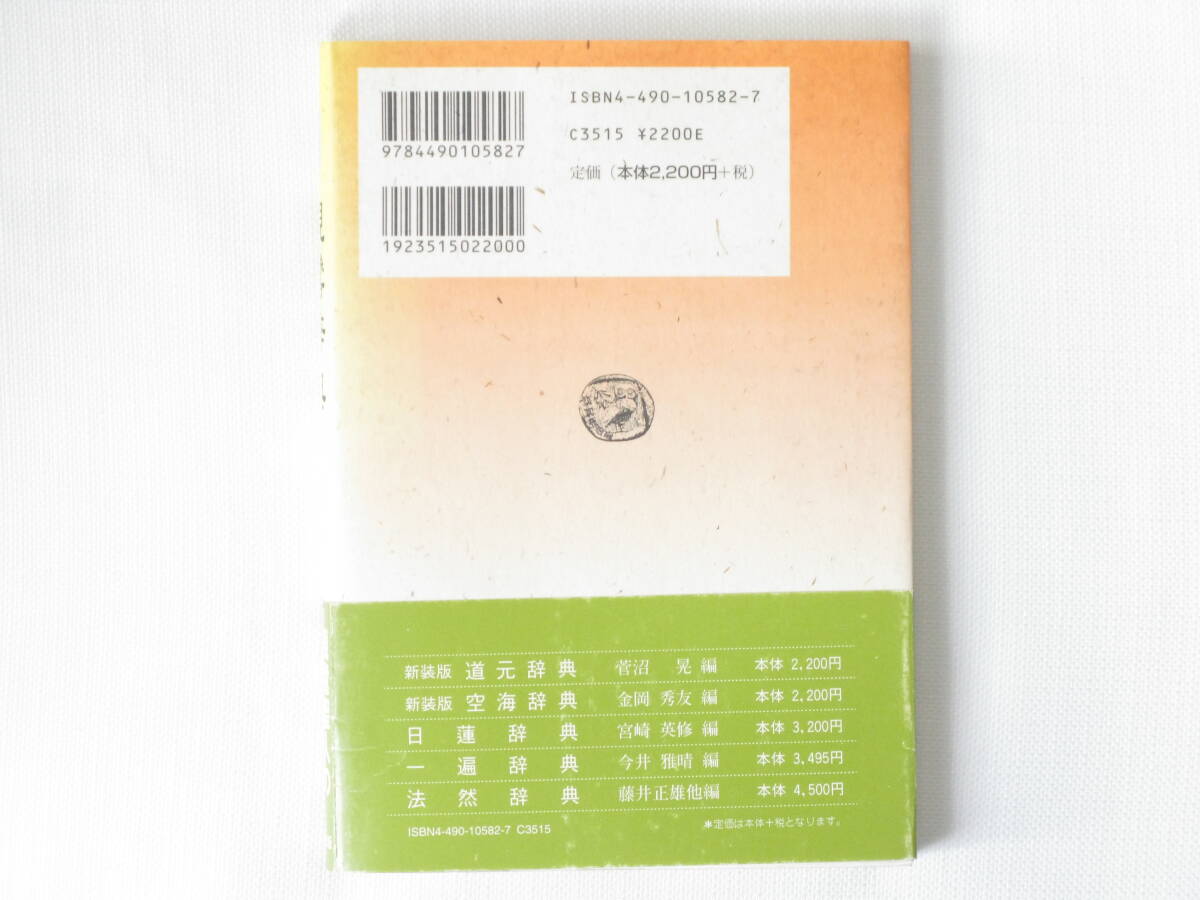 ISBN4-490-10582-7
C3515 ¥2200E
定価（本体2,200円+税）
9784490105827
1923515022000
新装版 道元辞典 菅沼 晃 編 本体 2,200円
新装版 空海辞典 金岡 秀友 編 本体 2,200円
日蓮辞典 宮崎 英修 編 本体 3,200円
一遍辞典 今井 雅晴 編 本体 3,495円
法然辞典 藤井正雄他編 本体 4,500円
ISBN4-490-10582-7 C3515
＊定価は本体+税となります。